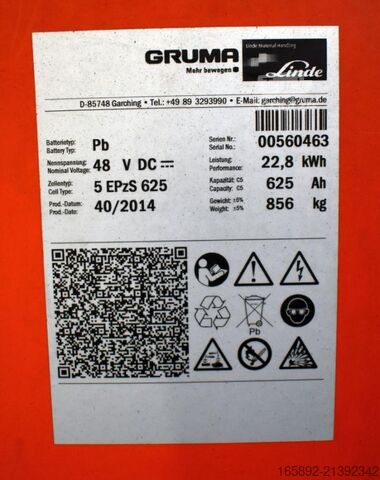 GRUMA
Mehr bewegen
Linde Material Handling
Linde
D-85748 Garching • Tel.: +49 89 3293990 • E-Mail: garching@gruma.de
Batterietyp: Pb
Battery Typ:
Serien Nr.: 00560463
Serial No.:
Nennspannung: 48 V DC
Nominal Voltage:
Leistung: 22,8 kWh
Performance:
Zellentyp: 5 EPzS 625
Cell Type:
Kapazität: C5 625 Ah
Capacity: C5
Prod.-Datum: 40/2014
Prod.-Date:
Gewicht: ±5% 856 kg
Weight: ±5%
Pb
165892-21392342